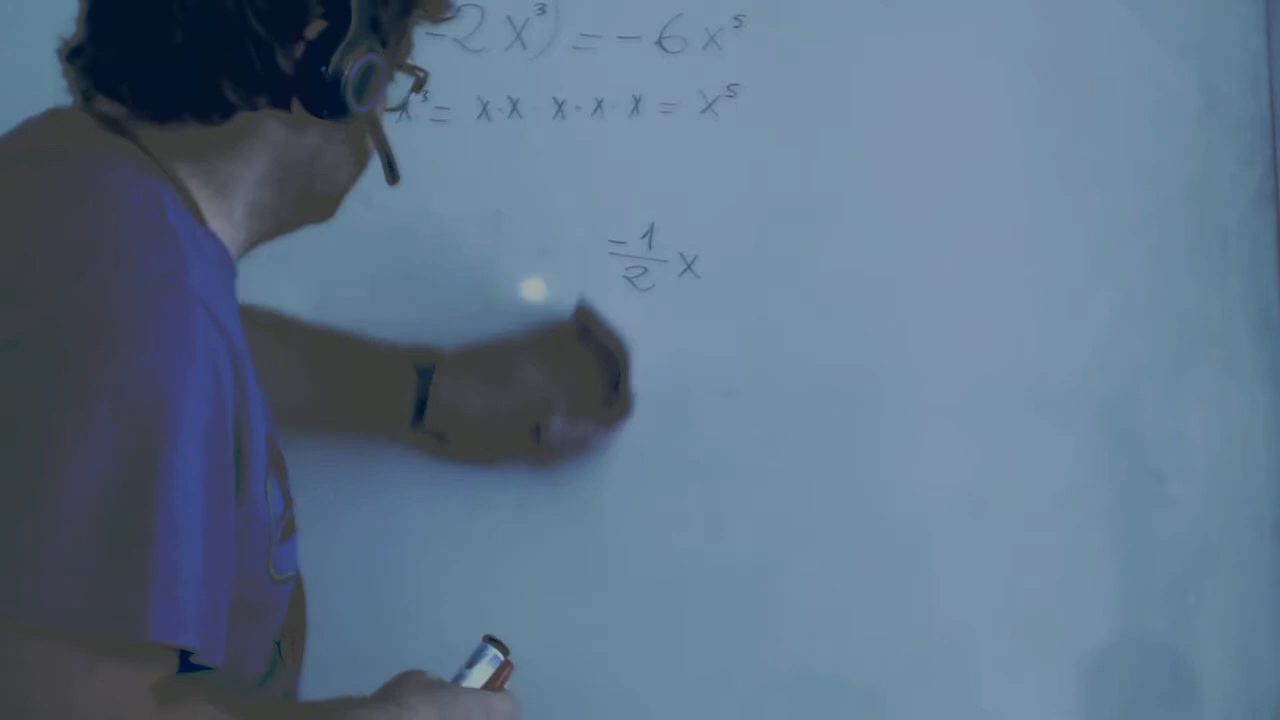 -2x³) = -6x⁵
x³ = x·x x·x·x = x⁵
-1/2 x